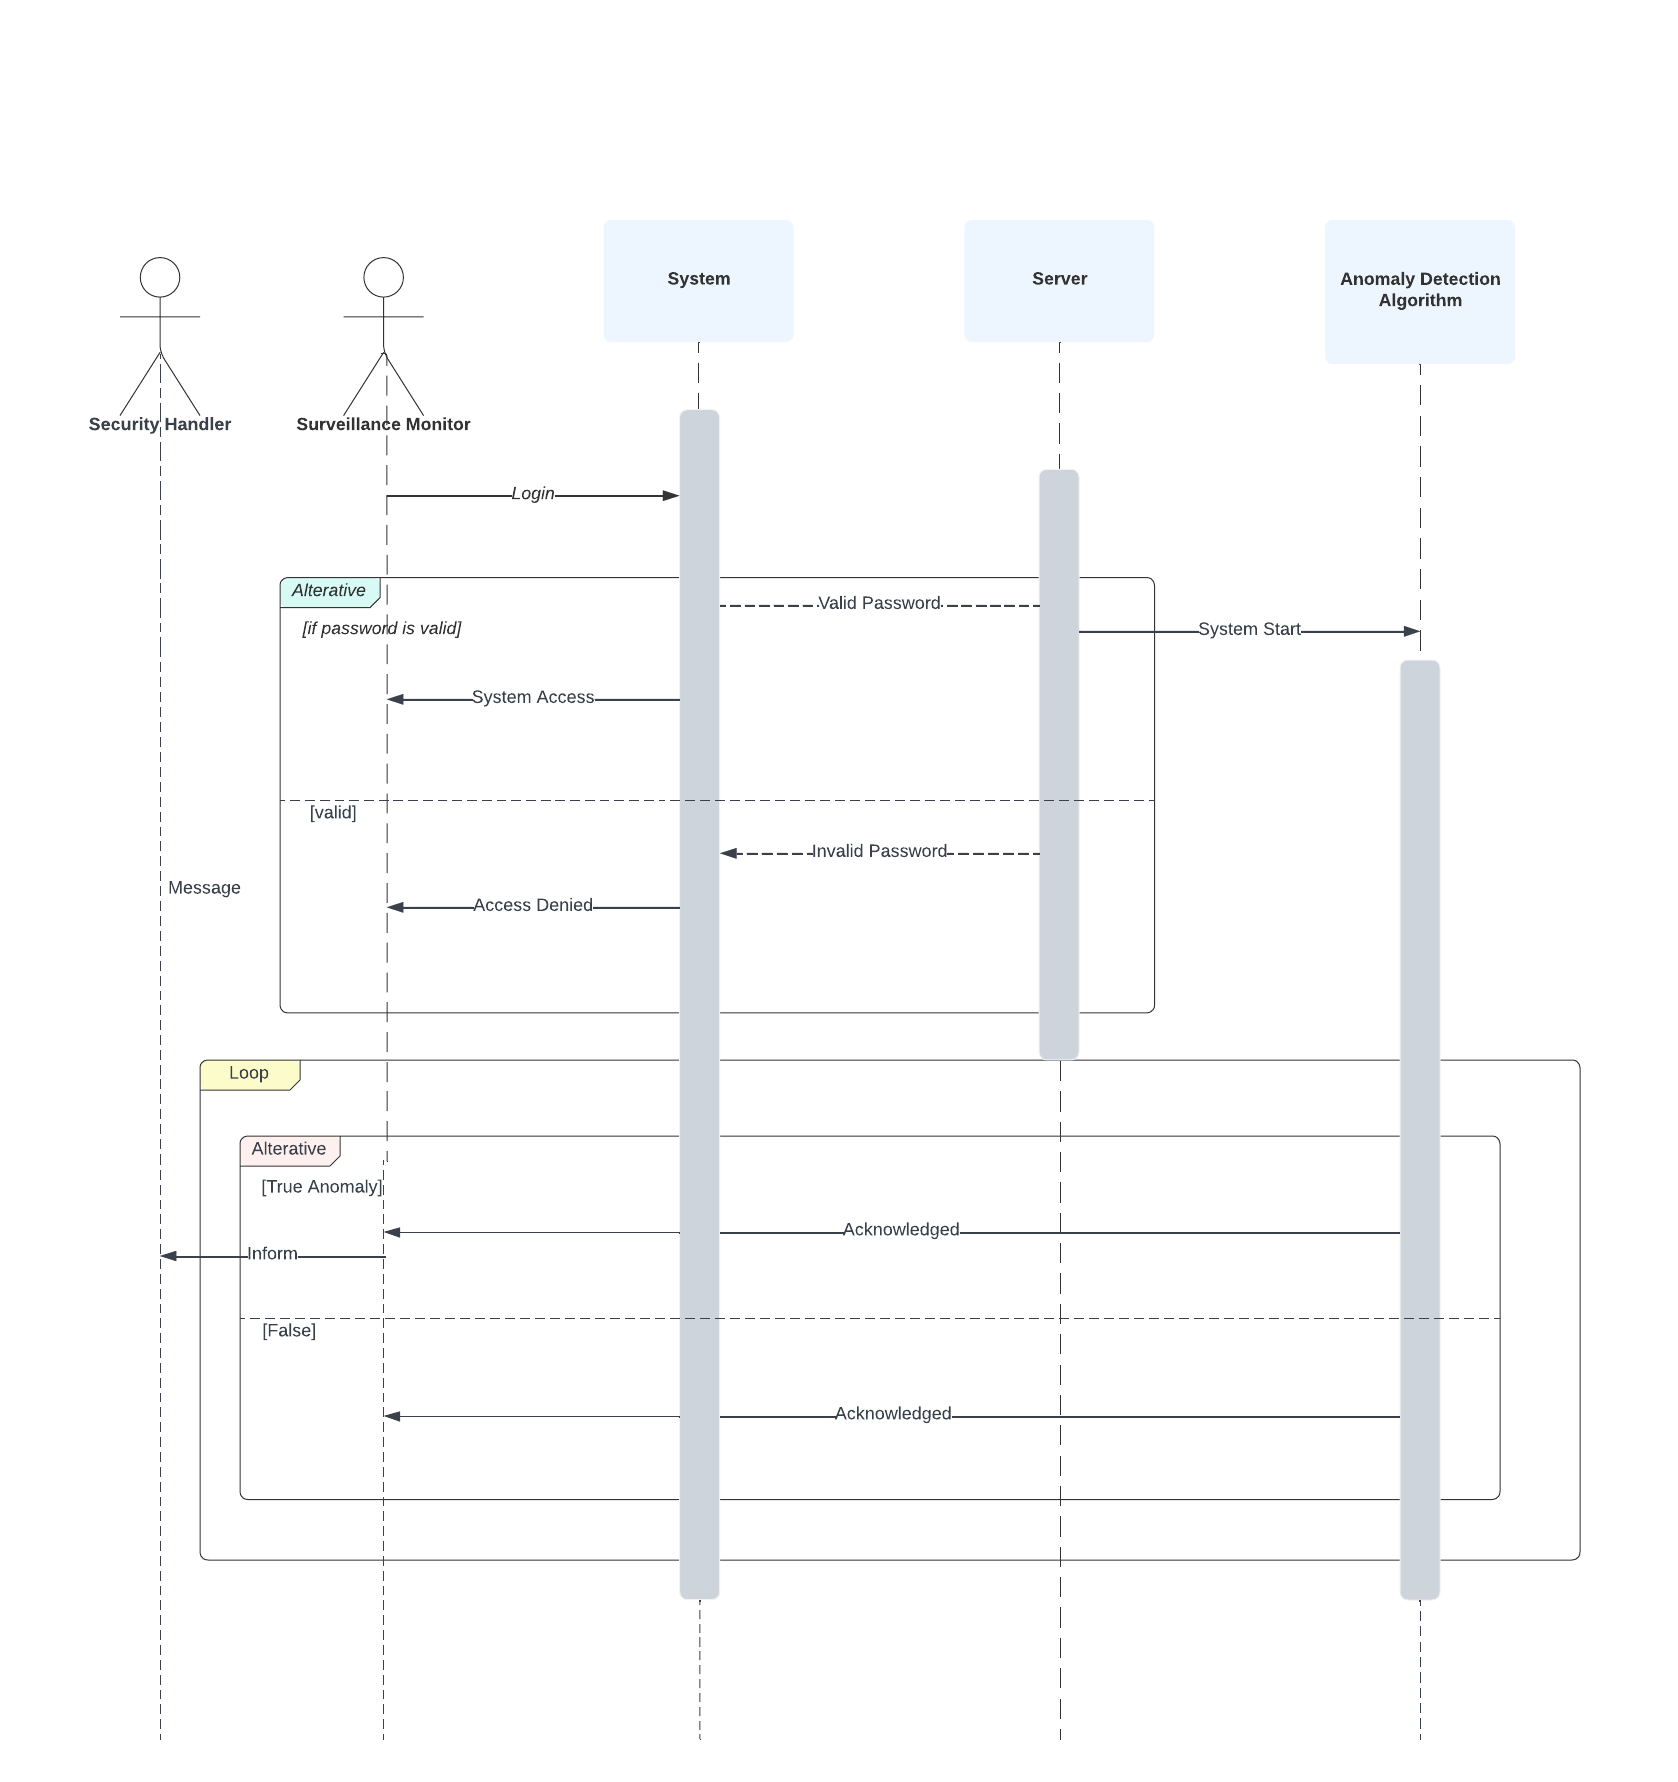 System
Server
Anomaly Detection
Algorithm
Security Handler
Surveillance Monitor
Login
Alterative
Valid Password
[if password is valid]
System Start
System Access
[valid]
Invalid Password
Message
Access Denied
Loop
Alterative
[True Anomaly]
Acknowledged
Inform
[False]
Acknowledged